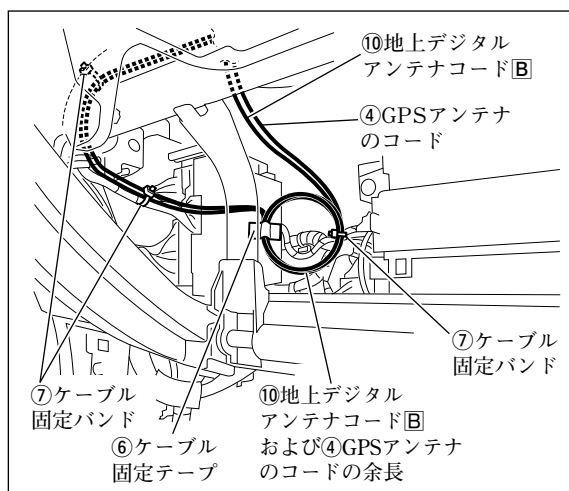 ⑩地上デジタル
アンテナコードB
④GPSアンテナ
のコード
⑦ケーブル
固定バンド
⑥ケーブル
固定テープ
⑩地上デジタル
アンテナコードB
および④GPSアンテナ
のコードの余長
⑦ケーブル
固定バンド